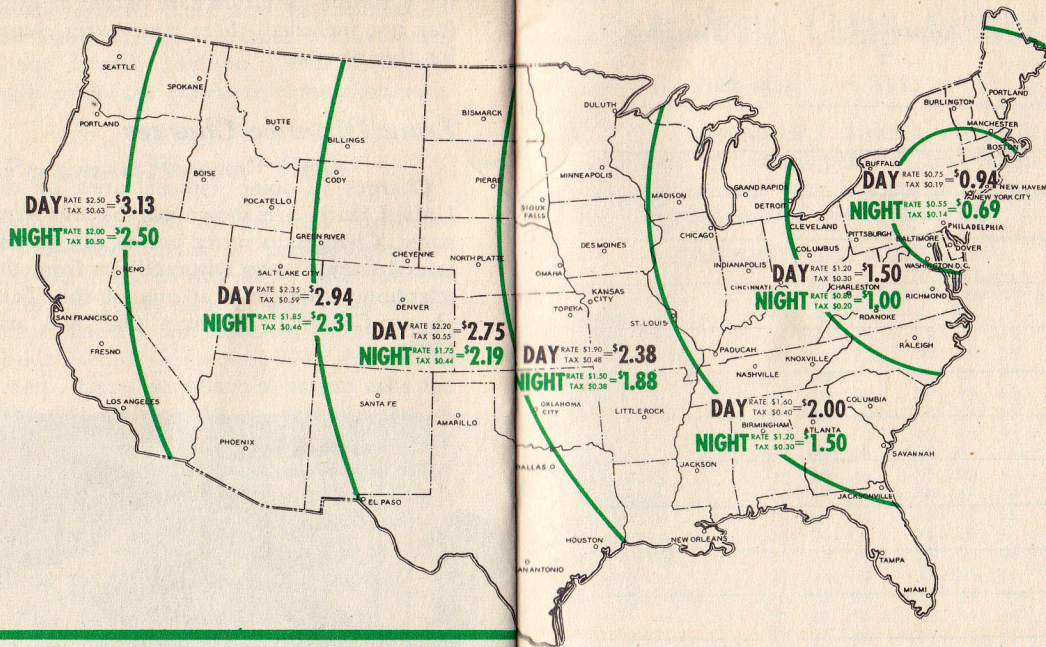 SEATTLE
SPOKANE
PORTLAND
BUTTE
BILLINGS
BOISE
POCATELLO
CODY
BISMARCK
PIERRE
DAY RATE $2.50 TAX $0.63 = $3.13
NIGHT RATE $2.00 TAX $0.50 = $2.50
RENO
SALT LAKE CITY
GREEN RIVER
CHEYENNE
NORTH PLATTE
SAN FRANCISCO
FRESNO
LOS ANGELES
DAY RATE $2.35 TAX $0.59 = $2.94
NIGHT RATE $1.85 TAX $0.46 = $2.31
DENVER
DAY RATE $2.20 TAX $0.55 = $2.75
NIGHT RATE $1.75 TAX $0.44 = $2.19
PHOENIX
SANTA FE
AMARILLO
EL PASO
DULUTH
MINNEAPOLIS
SIOUX FALLS
MADISON
GRAND RAPIDS
DETROIT
CHICAGO
DES MOINES
OMAHA
KANSAS CITY
TOPEKA
ST. LOUIS
INDIANAPOLIS
CINCINNATI
CLEVELAND
COLUMBUS
PITTSBURGH
BUFFALO
BURLINGTON
PORTLAND
MANCHESTER
BOSTON
DAY RATE $0.75 TAX $0.19 = $0.94
NIGHT RATE $0.55 TAX $0.14 = $0.69
NEW HAVEN
NEW YORK CITY
PHILADELPHIA
BALTIMORE
DOVER
WASHINGTON D.C.
DAY RATE $1.20 TAX $0.30 = $1.50
NIGHT RATE $0.80 TAX $0.20 = $1.00
CHARLESTON
RICHMOND
ROANOKE
RALEIGH
DAY RATE $1.90 TAX $0.48 = $2.38
NIGHT RATE $1.50 TAX $0.38 = $1.88
PADUCAH
NASHVILLE
KNOXVILLE
OKLAHOMA CITY
LITTLE ROCK
DAY RATE $1.60 TAX $0.40 = $2.00
NIGHT RATE $1.20 TAX $0.30 = $1.50
BIRMINGHAM
ATLANTA
COLUMBIA
SAVANNAH
DALLAS
JACKSON
JACKSONVILLE
HOUSTON
NEW ORLEANS
SAN ANTONIO
TAMPA
MIAMI